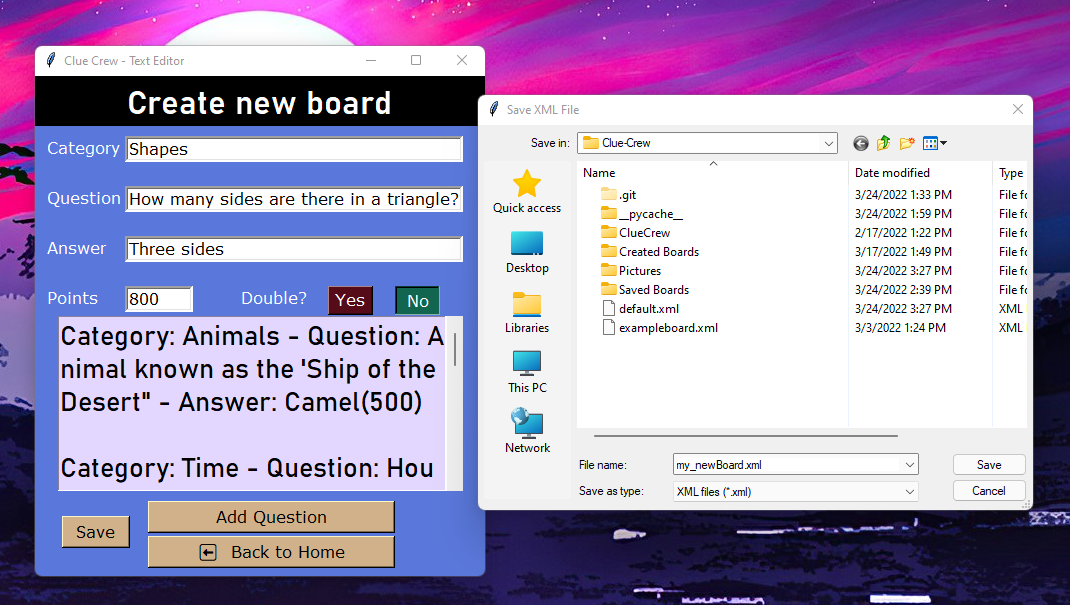 Clue Crew - Text Editor
Create new board
Category Shapes
Question How many sides are there in a triangle?
Answer Three sides
Points 800 Double? Yes No
Category: Animals - Question: A
nimal known as the 'Ship of the
Desert" - Answer: Camel(500)
Category: Time - Question: Hou
Save
Add Question
Back to Home
Save XML File
Save in: Clue-Crew
Quick access
Desktop
Libraries
This PC
Network
Name Date modified Type
.git 3/24/2022 1:33 PM File fo
__pycache__ 3/24/2022 1:59 PM File fo
ClueCrew 2/17/2022 1:22 PM File fo
Created Boards 3/17/2022 1:49 PM File fo
Pictures 3/24/2022 3:27 PM File fo
Saved Boards 3/24/2022 2:39 PM File fo
default.xml 3/24/2022 3:27 PM XML
exampleboard.xml 3/3/2022 1:24 PM XML
File name: my_newBoard.xml Save
Save as type: XML files (*.xml) Cancel